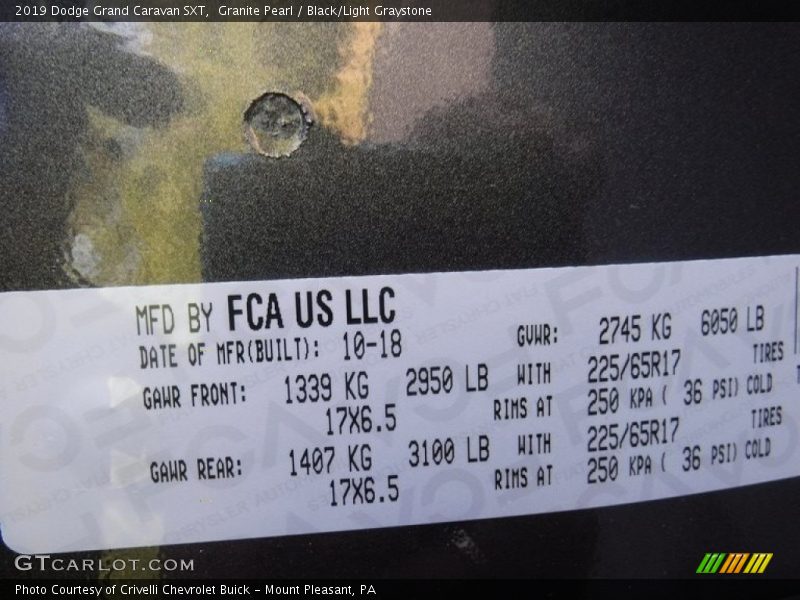 2019 Dodge Grand Caravan SXT,  Granite Pearl / Black/Light Graystone
MFD BY FCA US LLC
DATE OF MFR(BUILT): 10-18 GVWR: 2745 KG 6050 LB
GAWR FRONT: 1339 KG 2950 LB WITH 225/65R17 TIRES
17X6.5 RIMS AT 250 KPA ( 36 PSI) COLD
GAWR REAR: 1407 KG 3100 LB WITH 225/65R17 TIRES
17X6.5 RIMS AT 250 KPA ( 36 PSI) COLD
GTCARLOT.COM
Photo Courtesy of Crivelli Chevrolet Buick – Mount Pleasant, PA